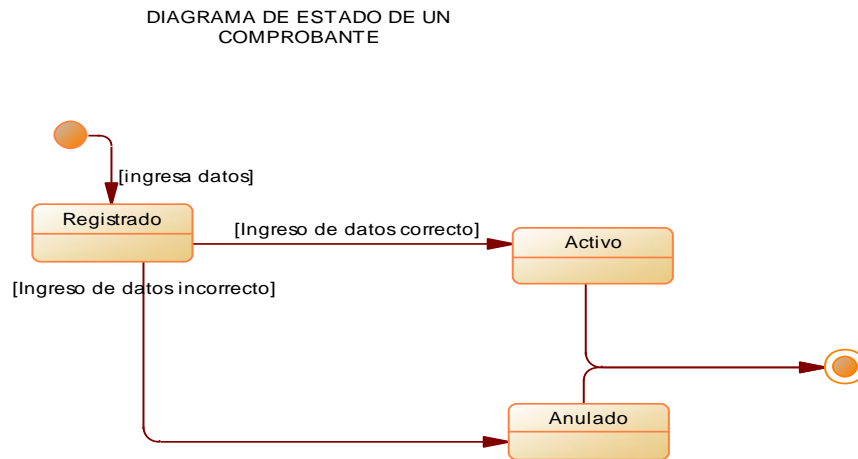 DIAGRAMA DE ESTADO DE UN
COMPROBANTE
[ingresa datos]
Registrado
[Ingreso de datos correcto]
Activo
[Ingreso de datos incorrecto]
Anulado